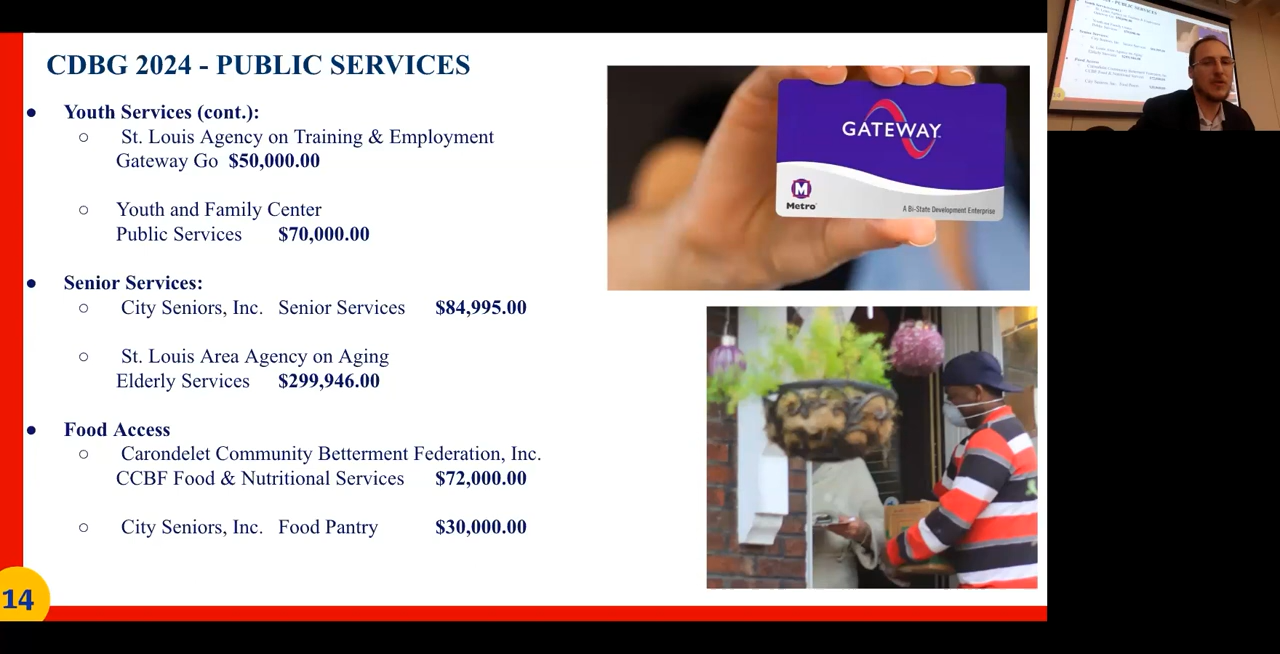 CDBG 2024 - PUBLIC SERVICES
● Youth Services (cont.):
○ St. Louis Agency on Training & Employment
Gateway Go $50,000.00
○ Youth and Family Center
Public Services $70,000.00
● Senior Services:
○ City Seniors, Inc. Senior Services $84,995.00
○ St. Louis Area Agency on Aging
Elderly Services $299,946.00
● Food Access
○ Carondelet Community Betterment Federation, Inc.
CCBF Food & Nutritional Services $72,000.00
○ City Seniors, Inc. Food Pantry $30,000.00
14
GATEWAY
M
Metro
A Bi-State Development Enterprise